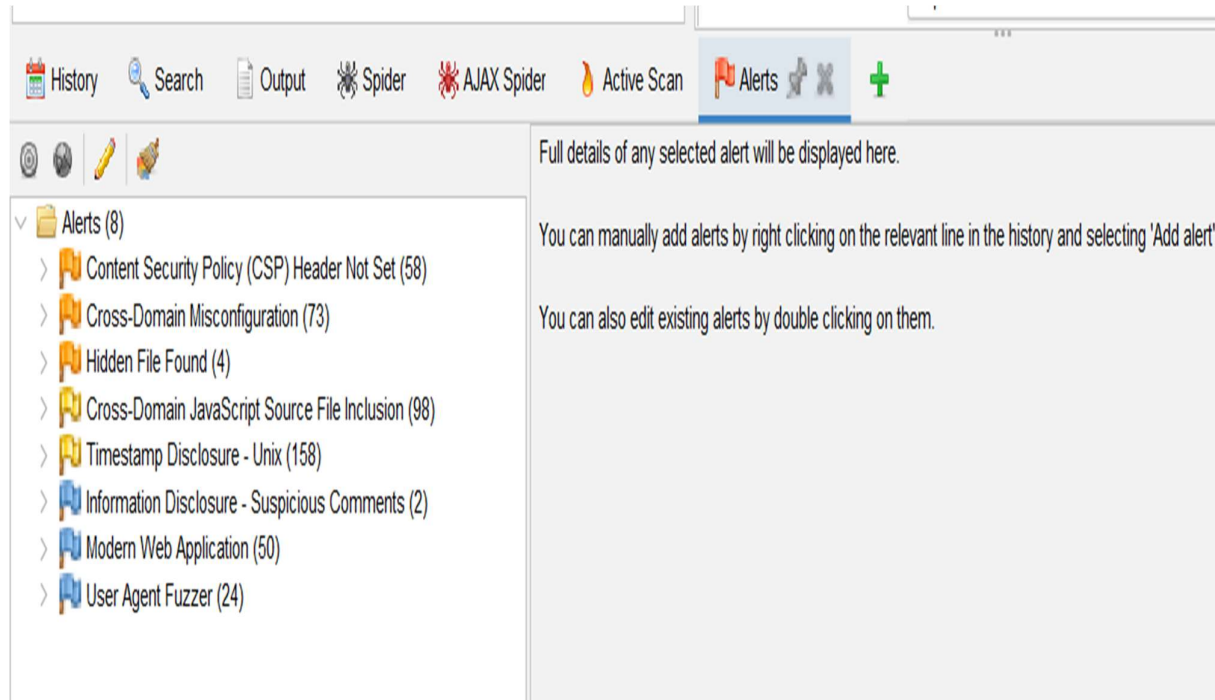 History Search Output Spider AJAX Spider Active Scan Alerts
Full details of any selected alert will be displayed here.
Alerts (8)
You can manually add alerts by right clicking on the relevant line in the history and selecting 'Add alert'
Content Security Policy (CSP) Header Not Set (58)
Cross-Domain Misconfiguration (73)
You can also edit existing alerts by double clicking on them.
Hidden File Found (4)
Cross-Domain JavaScript Source File Inclusion (98)
Timestamp Disclosure - Unix (158)
Information Disclosure - Suspicious Comments (2)
Modern Web Application (50)
User Agent Fuzzer (24)